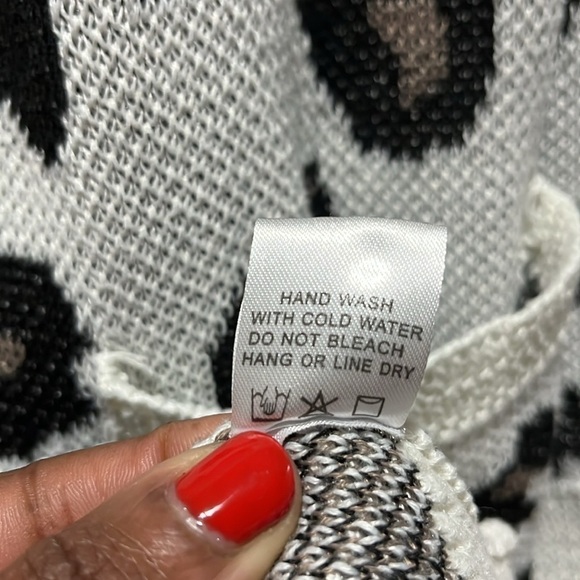 HAND WASH
WITH COLD WATER
DO NOT BLEACH
HANG OR LINE DRY